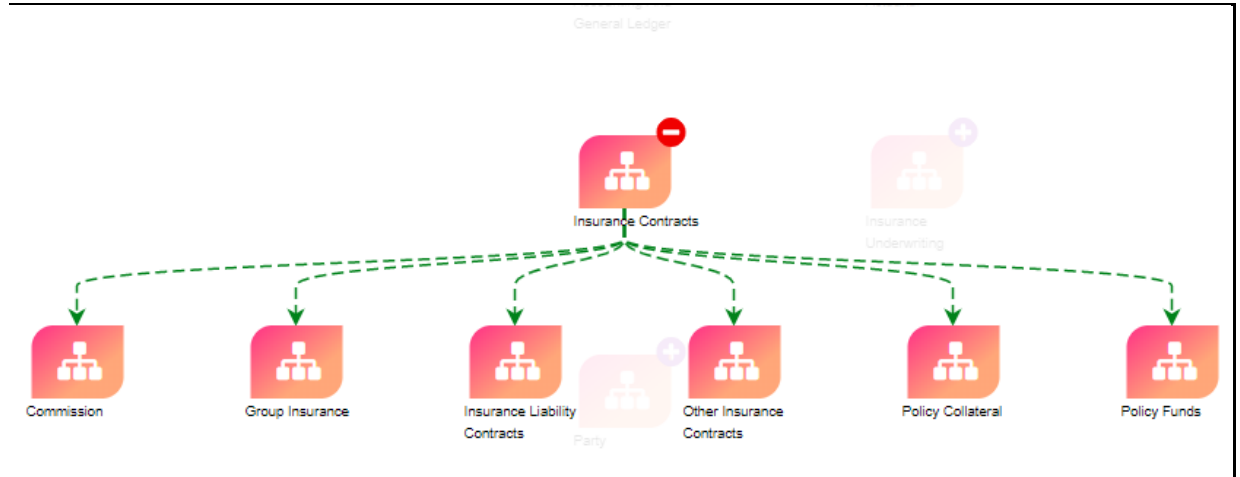 General Ledger
Insurance Contracts
Insurance
Underwriting
Commission
Group Insurance
Insurance Liability
Contracts
Other Insurance
Contracts
Policy Collateral
Policy Funds
Party